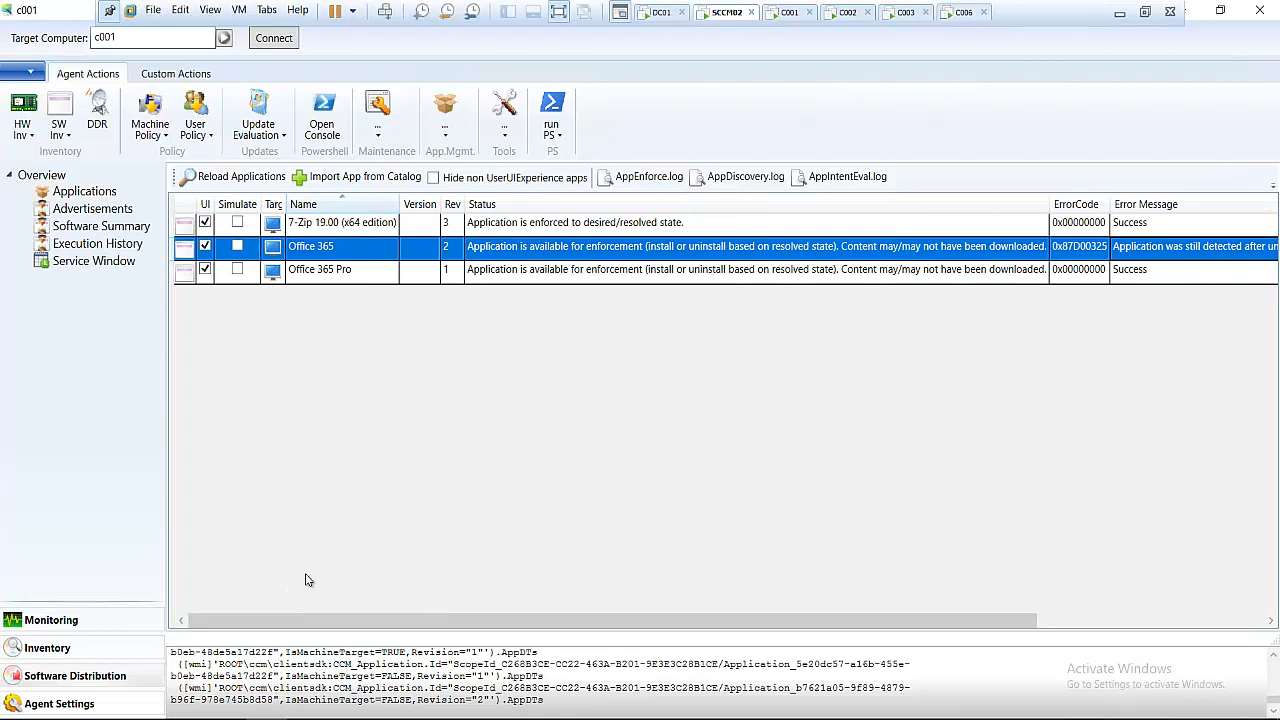 c001 File Edit View VM Tabs Help DC01 SCCM02 C001 C002 C003 C006
Target Computer: c001 Connect
Agent Actions Custom Actions
HW Inv SW Inv DDR Machine Policy User Policy Update Evaluation Open Console ... ... ... run PS
Inventory Policy Updates Powershell Maintenance App.Mgmt. Tools PS
Overview
Applications
Advertisements
Software Summary
Execution History
Service Window
Reload Applications Import App from Catalog Hide non UserUIExperience apps AppEnforce.log AppDiscovery.log AppIntentEval.log
UI Simulate Targ Name Version Rev Status ErrorCode Error Message
7-Zip 19.00 (x64 edition) 3 Application is enforced to desired/resolved state. 0x00000000 Success
Office 365 2 Application is available for enforcement (install or uninstall based on resolved state). Content may/may not have been downloaded. 0x87D00325 Application was still detected after un
Office 365 Pro 1 Application is available for enforcement (install or uninstall based on resolved state). Content may/may not have been downloaded. 0x00000000 Success
Monitoring
Inventory
Software Distribution
Agent Settings
b0eb-48de5a17d22f",IsMachineTarget=TRUE,Revision="1"').AppDTs
([wmi]'ROOT\ccm\clientsdk:CCM_Application.Id="ScopeId_C268B3CE-CC22-463A-B201-9E3E3C28B1CE/Application_5e20dc57-a16b-455e-
b0eb-48de5a17d22f",IsMachineTarget=FALSE,Revision="1"').AppDTs
([wmi]'ROOT\ccm\clientsdk:CCM_Application.Id="ScopeId_C268B3CE-CC22-463A-B201-9E3E3C28B1CE/Application_b7621a05-9f89-4879-
b96f-978e745b8d58",IsMachineTarget=FALSE,Revision="2"').AppDTs
Activate Windows
Go to Settings to activate Windows.